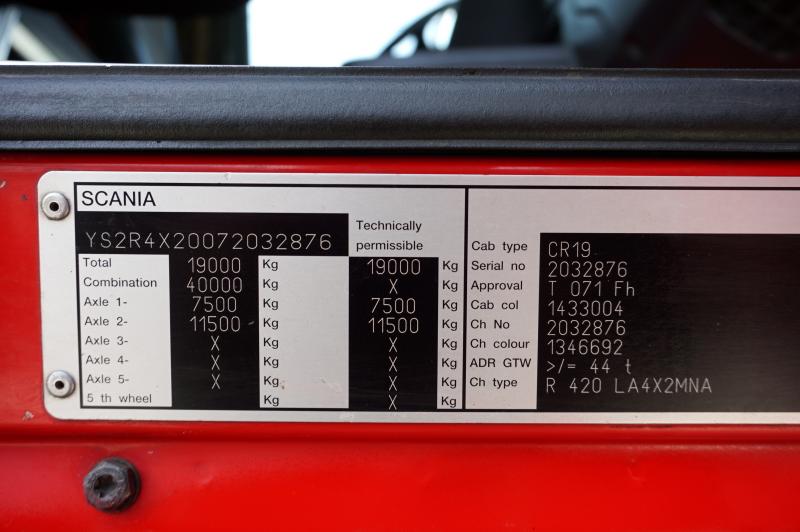 SCANIA
YS2R4X20072032876
Technically
permissible
Total 19000 Kg 19000 Kg
Combination 40000 Kg X Kg
Axle 1- 7500 Kg 7500 Kg
Axle 2- 11500 Kg 11500 Kg
Axle 3- X Kg X Kg
Axle 4- X Kg X Kg
Axle 5- X Kg X Kg
5 th wheel Kg X Kg
Cab type CR19
Serial no 2032876
Approval T 071 Fh
Cab col 1433004
Ch No 2032876
Ch colour 1346692
ADR GTW >/= 44 t
Ch type R 420 LA4X2MNA